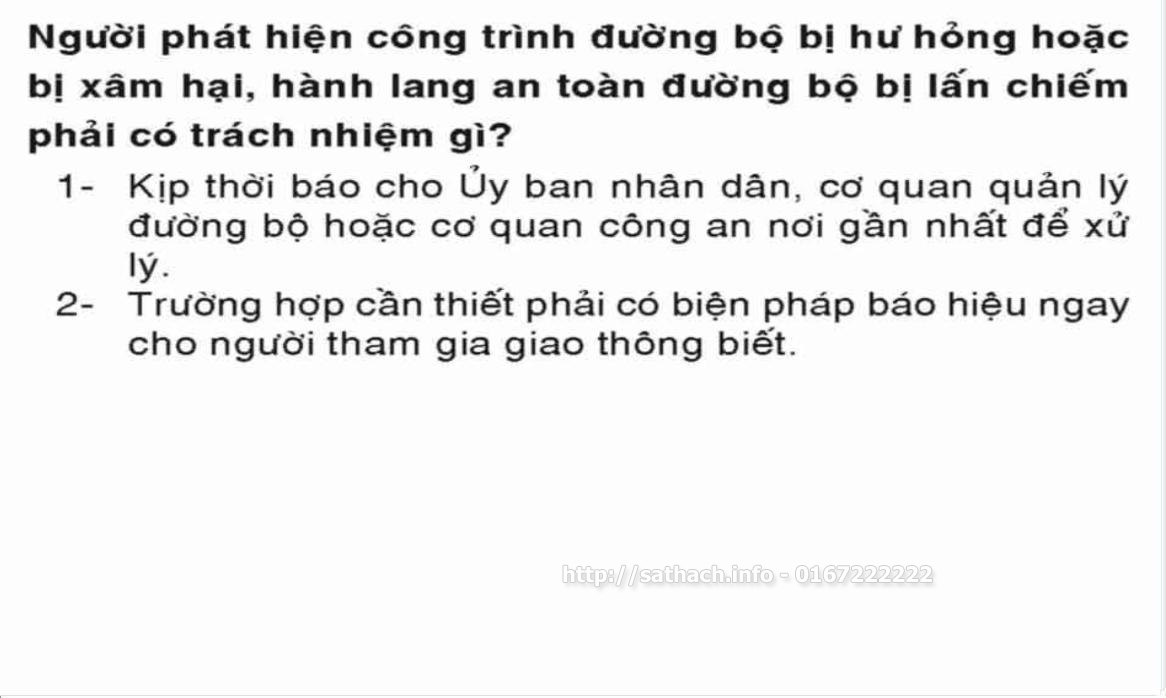 Người phát hiện công trình đường bộ bị hư hỏng hoặc
bị xâm hại, hành lang an toàn đường bộ bị lấn chiếm
phải có trách nhiệm gì?
1- Kịp thời báo cho Ủy ban nhân dân, cơ quan quản lý
đường bộ hoặc cơ quan công an nơi gần nhất để xử
lý.
2- Trường hợp cần thiết phải có biện pháp báo hiệu ngay
cho người tham gia giao thông biết.
http://sathach.info - 0167222222